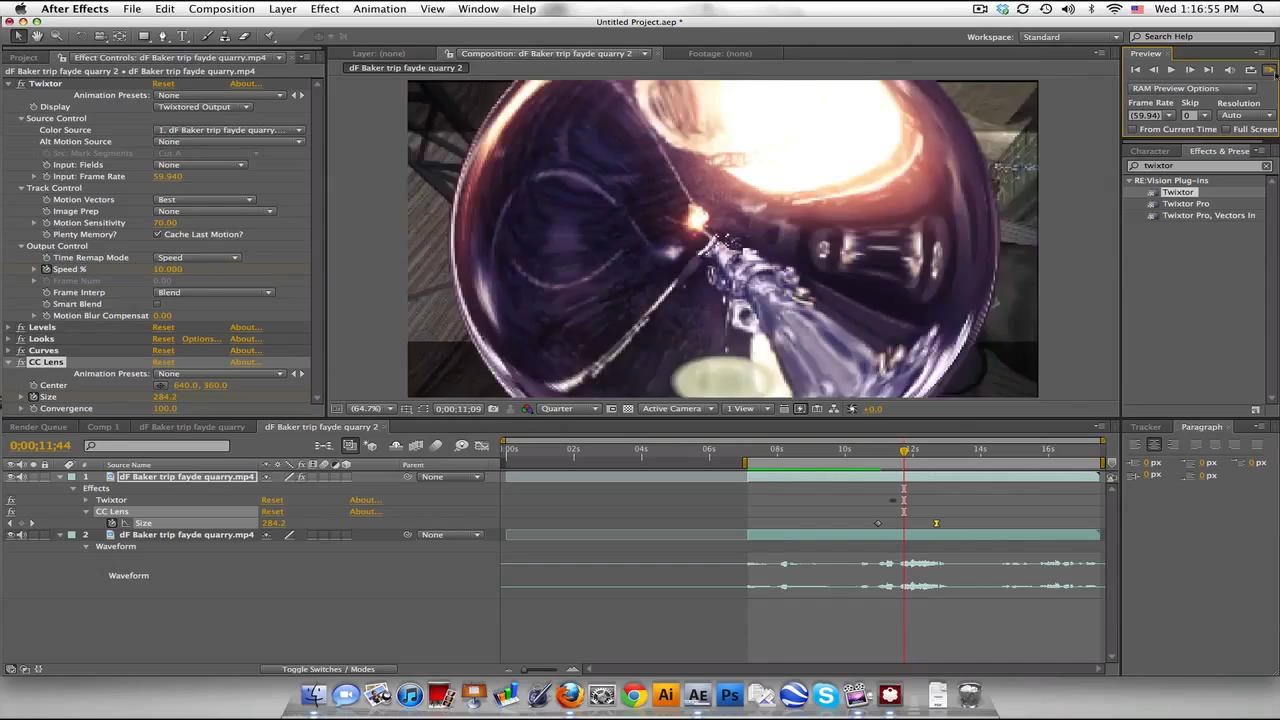 After Effects File Edit Composition Layer Effect Animation View Window Help Wed 1:16:55 PM
Untitled Project.aep *
Workspace: Standard Search Help
Project Effect Controls: dF Baker trip fayde quarry.mp4 Layer: (none) Composition: dF Baker trip fayde quarry 2 Footage: (none) Preview
dF Baker trip fayde quarry 2 • dF Baker trip fayde quarry.mp4 dF Baker trip fayde quarry 2
Twixtor Reset About...
Animation Presets: None
Display Twixtored Output
Source Control
Color Source 1. dF Baker trip fayde quarry....
Alt Motion Source None
Src: Mark Segments Cut A
Input: Fields None
Input: Frame Rate 59.940
Track Control
Motion Vectors Best
Image Prep None
Motion Sensitivity 70.00
Plenty Memory? Cache Last Motion?
Output Control
Time Remap Mode Speed
Speed % 10.000
Frame Num 0.00
Frame Interp Blend
Smart Blend
Motion Blur Compensat 0.00
Levels Reset About...
Looks Reset Options... About...
Curves Reset About...
CC Lens Reset About...
Animation Presets: None
Center 640.0, 360.0
Size 284.2
Convergence 100.0
RAM Preview Options
Frame Rate Skip Resolution
(59.94) 0 Auto
From Current Time Full Screen
Character Effects & Prese
twixtor
RE:Vision Plug-ins
Twixtor
Twixtor Pro
Twixtor Pro, Vectors In
(64.7%) 0;00;11;09 Quarter Active Camera 1 View +0.0
Render Queue Comp 1 dF Baker trip fayde quarry dF Baker trip fayde quarry 2 Tracker Paragraph
0;00;11;44
:00s 02s 04s 06s 08s 10s 12s 14s 16s
# Source Name Parent
1 dF Baker trip fayde quarry.mp4 None
Effects
Twixtor Reset About...
CC Lens Reset About...
Size 284.2
2 dF Baker trip fayde quarry.mp4 None
Waveform
Waveform
0 px 0 px 0 px
0 px 0 px
Toggle Switches / Modes
Ai AE Ps